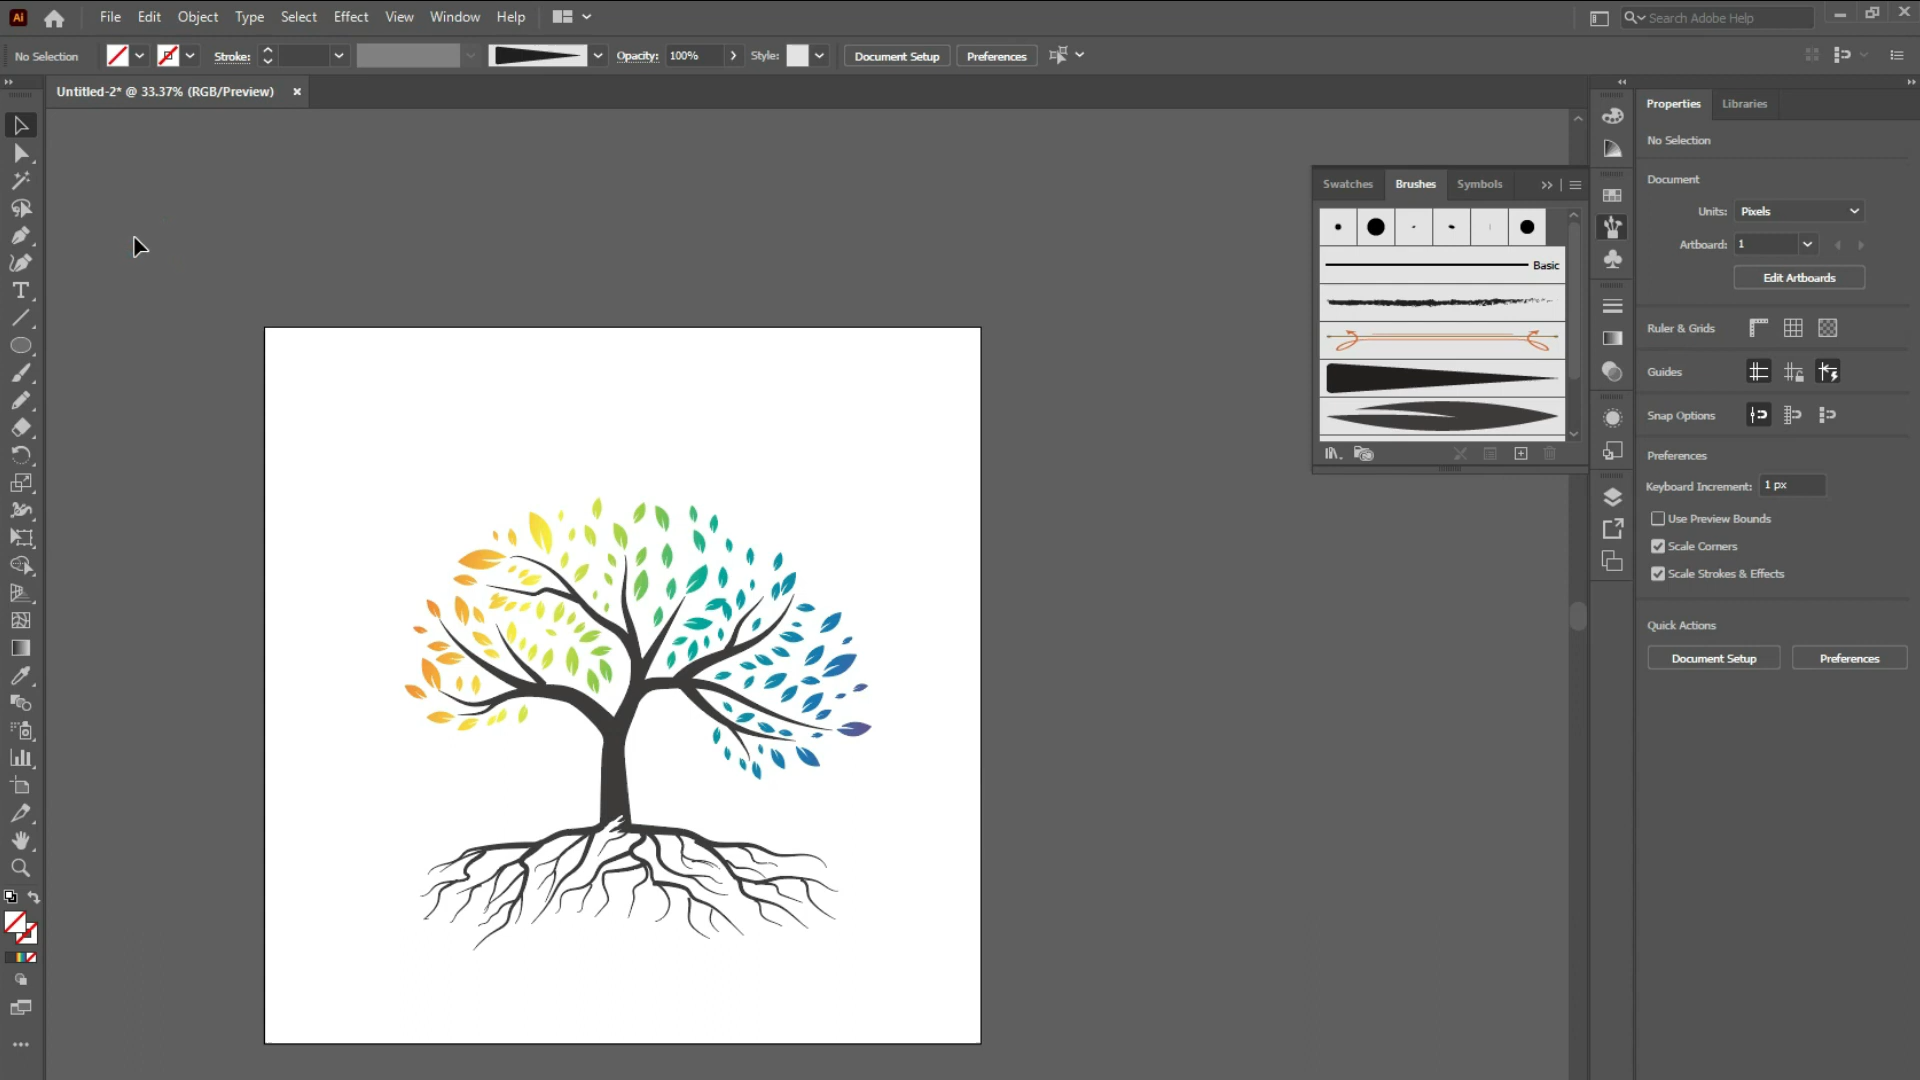 Ai File Edit Object Type Select Effect View Window Help Search Adobe Help
No Selection Stroke: Opacity: 100% Style: Document Setup Preferences
Untitled-2* @ 33.37% (RGB/Preview)
Properties Libraries
No Selection
Document
Units: Pixels
Artboard: 1
Edit Artboards
Ruler & Grids
Guides
Snap Options
Preferences
Keyboard Increment: 1 px
Use Preview Bounds
Scale Corners
Scale Strokes & Effects
Quick Actions
Document Setup Preferences
Swatches Brushes Symbols
Basic